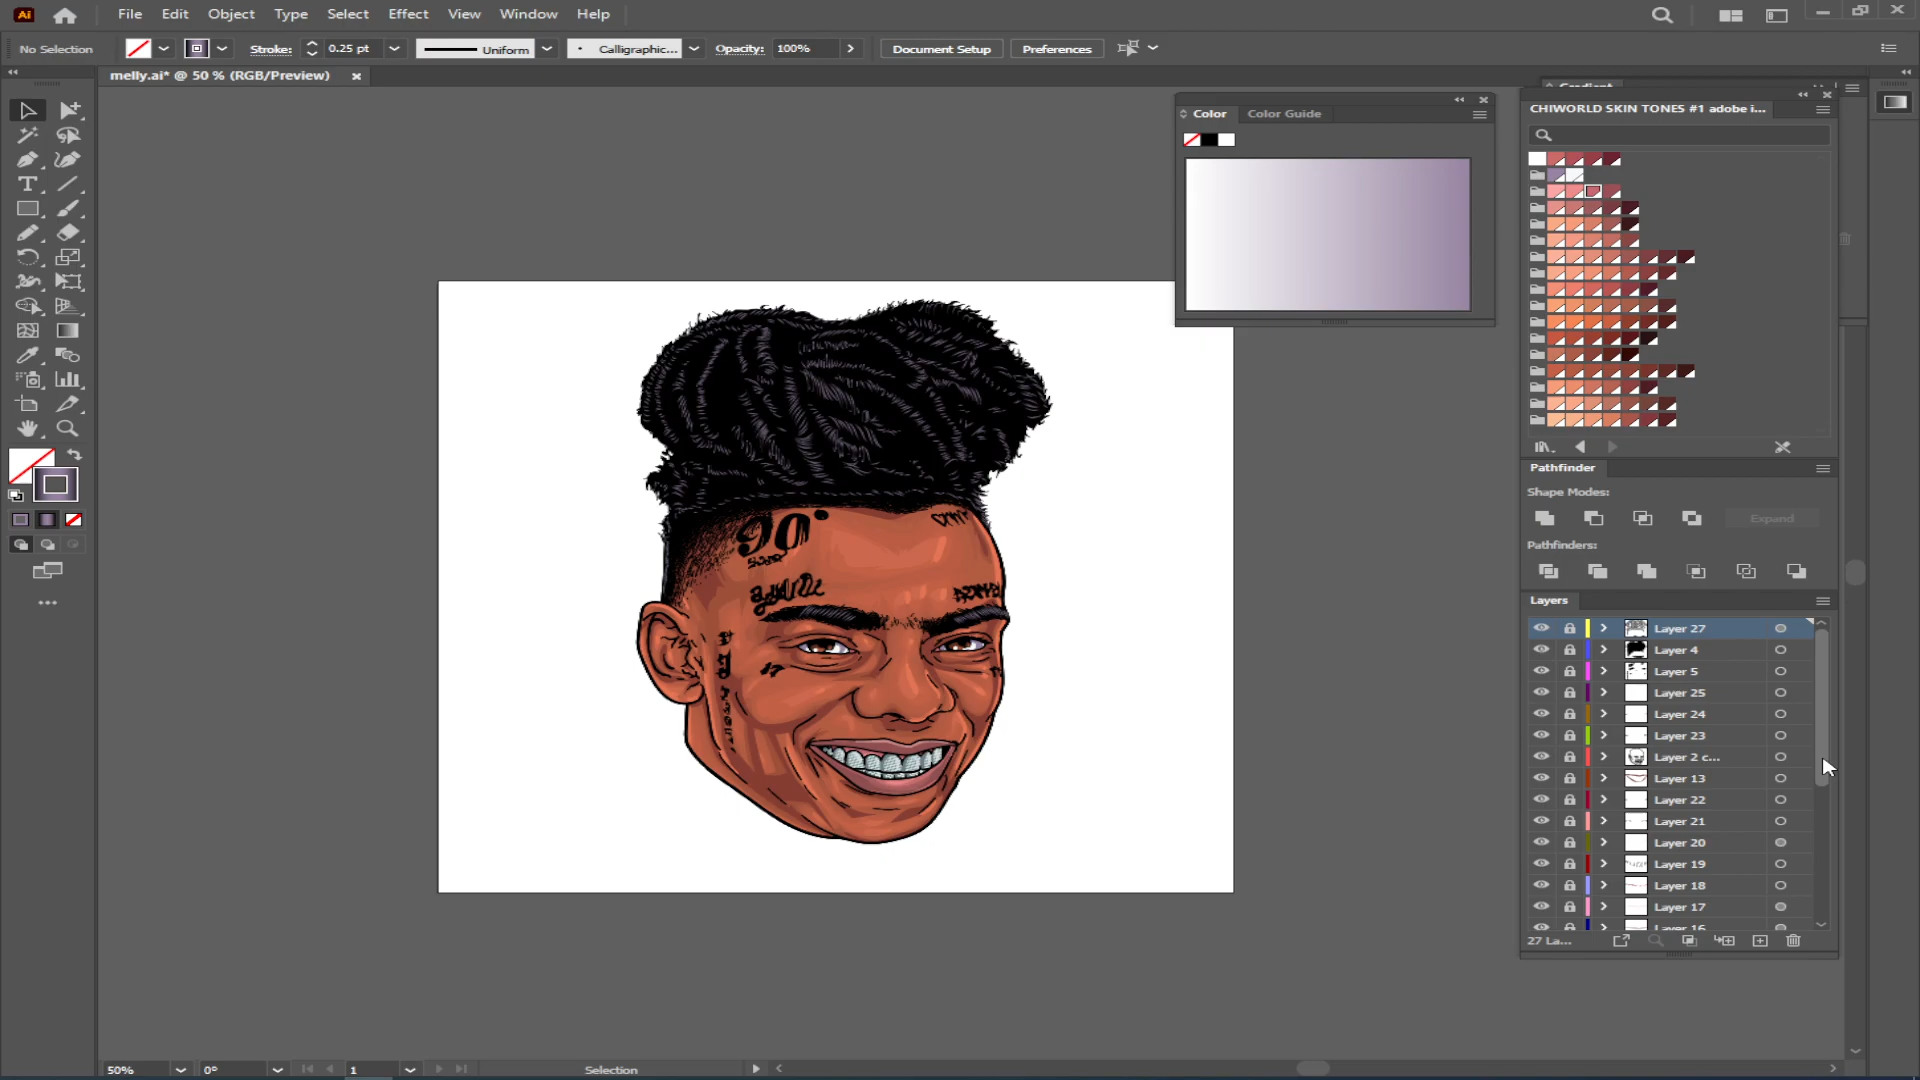 Ai File Edit Object Type Select Effect View Window Help
No Selection Stroke: 0.25 pt Uniform Calligraphic... Opacity: 100% Document Setup Preferences
melly.ai* @ 50 % (RGB/Preview)
Color Color Guide
CHIWORLD SKIN TONES #1 adobe i...
Pathfinder
Shape Modes:
Expand
Pathfinders:
Layers
Layer 27
Layer 4
Layer 5
Layer 25
Layer 24
Layer 23
Layer 2 c...
Layer 13
Layer 22
Layer 21
Layer 20
Layer 19
Layer 18
Layer 17
Layer 16
27 La...
90°
17
50% 0° 1 Selection